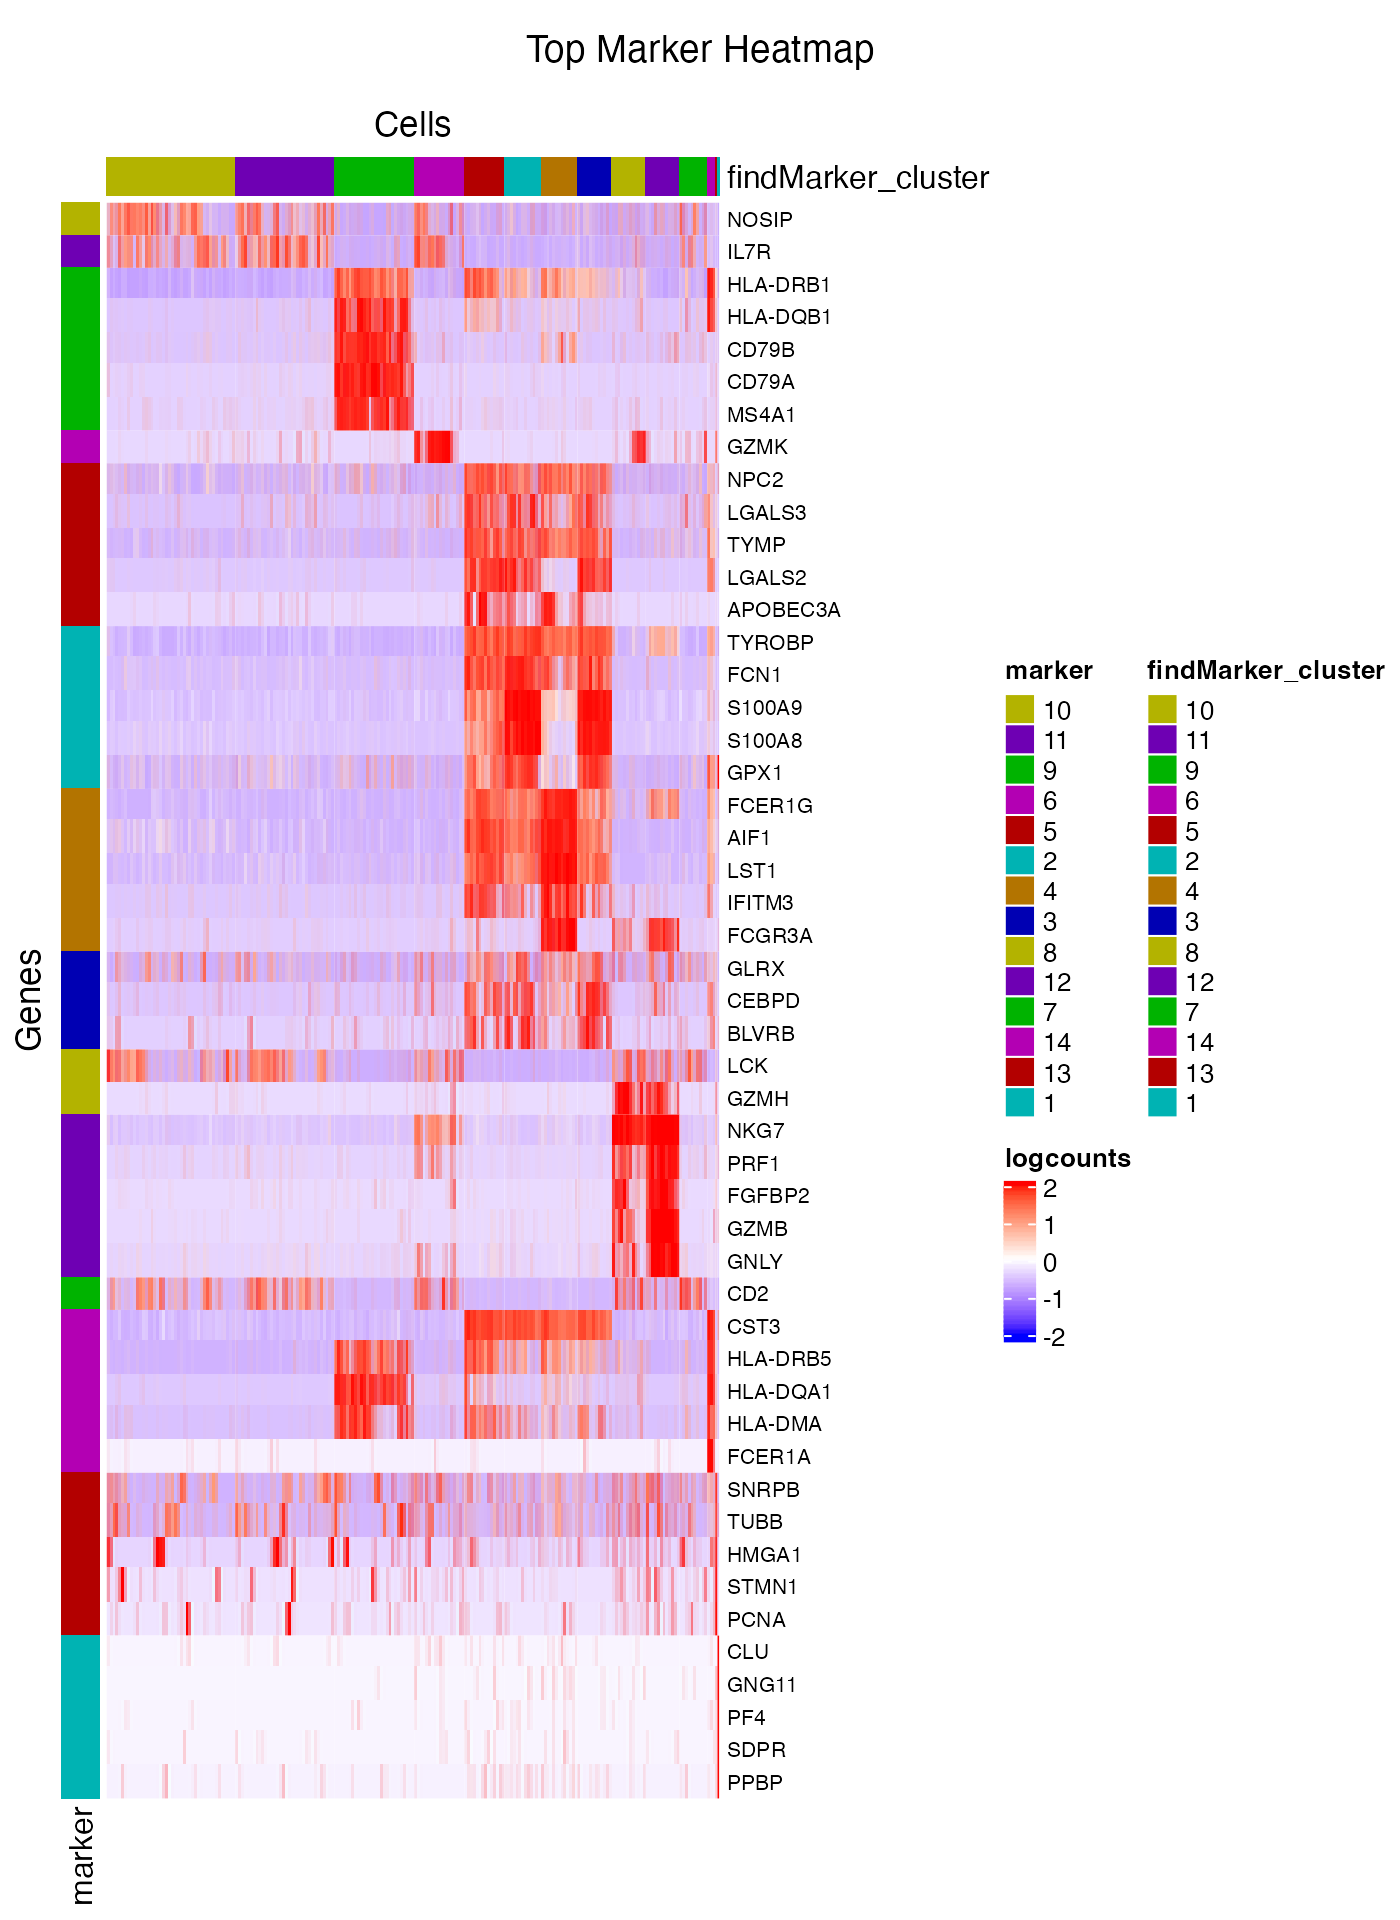 Top Marker Heatmap
Cells
findMarker_cluster
NOSIP
IL7R
HLA-DRB1
HLA-DQB1
CD79B
CD79A
MS4A1
GZMK
NPC2
LGALS3
TYMP
LGALS2
APOBEC3A
TYROBP
FCN1
S100A9
S100A8
GPX1
FCER1G
AIF1
LST1
IFITM3
FCGR3A
GLRX
CEBPD
BLVRB
LCK
GZMH
NKG7
PRF1
FGFBP2
GZMB
GNLY
CD2
CST3
HLA-DRB5
HLA-DQA1
HLA-DMA
FCER1A
SNRPB
TUBB
HMGA1
STMN1
PCNA
CLU
GNG11
PF4
SDPR
PPBP
Genes
marker
marker
10
11
9
6
5
2
4
3
8
12
7
14
13
1
findMarker_cluster
10
11
9
6
5
2
4
3
8
12
7
14
13
1
logcounts
2
1
0
-1
-2